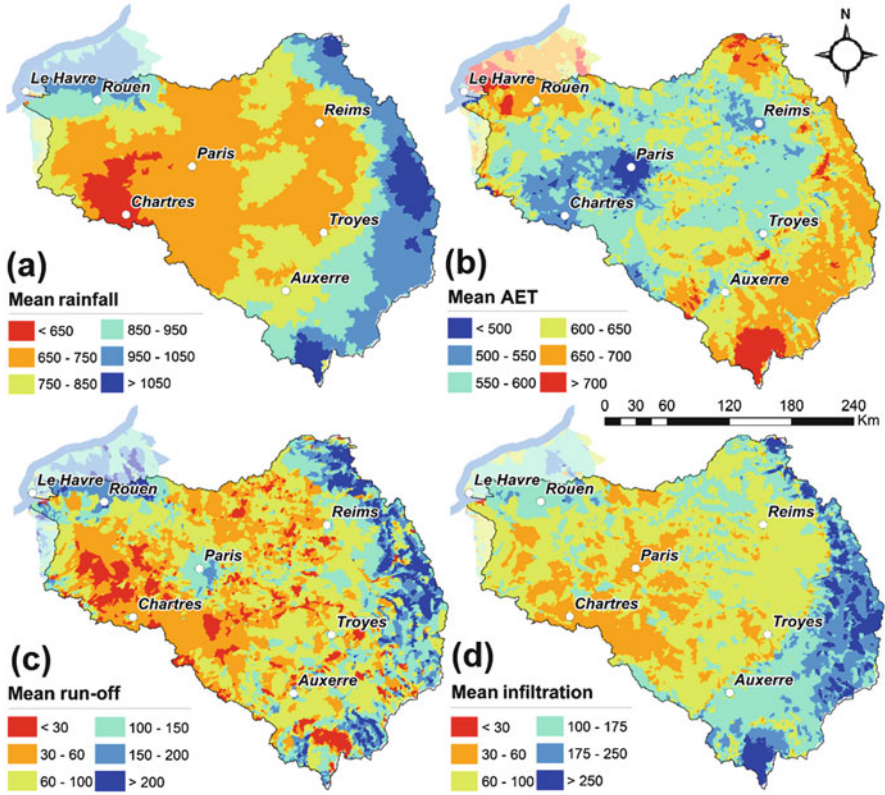 N
Le Havre
Rouen
Reims
Paris
Chartres
Troyes
Auxerre
(a)
Mean rainfall
< 650
650 - 750
750 - 850
850 - 950
950 - 1050
> 1050
Le Havre
Rouen
Reims
Paris
Chartres
Troyes
Auxerre
(b)
Mean AET
< 500
500 - 550
550 - 600
600 - 650
650 - 700
> 700
0 30 60 120 180 240
Km
Le Havre
Rouen
Reims
Paris
Chartres
Troyes
Auxerre
(c)
Mean run-off
< 30
30 - 60
60 - 100
100 - 150
150 - 200
> 200
Le Havre
Rouen
Reims
Paris
Chartres
Troyes
Auxerre
(d)
Mean infiltration
< 30
30 - 60
60 - 100
100 - 175
175 - 250
> 250